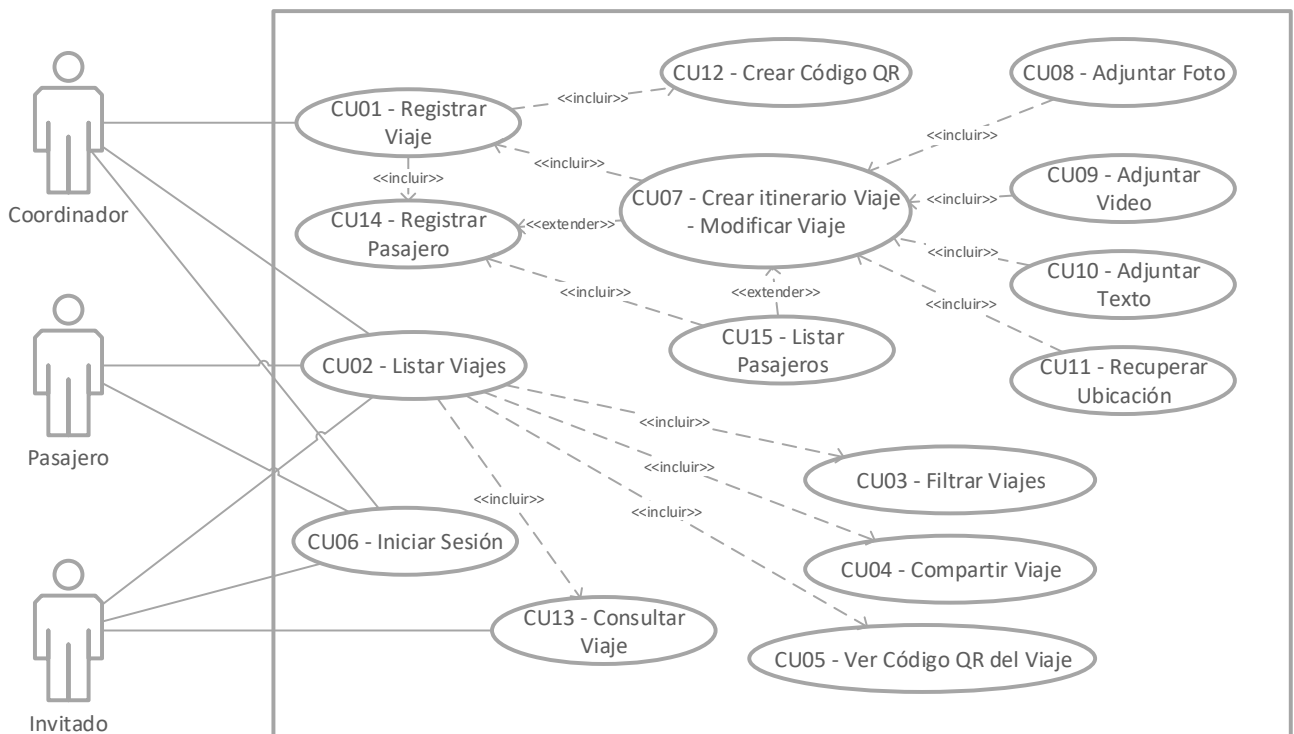 CU12 - Crear Código QR
CU08 - Adjuntar Foto
<<incluir>>
CU01 - Registrar
Viaje
<<incluir>>
<<incluir>>
<<incluir>>
CU09 - Adjuntar
Video
<<incluir>>
CU07 - Crear itinerario Viaje
- Modificar Viaje
<<incluir>>
Coordinador
CU14 - Registrar
Pasajero
<<extender>>
<<incluir>>
CU10 - Adjuntar
Texto
<<incluir>>
<<extender>>
<<incluir>>
CU15 - Listar
Pasajeros
CU02 - Listar Viajes
CU11 - Recuperar
Ubicación
<<incluir>>
Pasajero
<<incluir>>
CU03 - Filtrar Viajes
<<incluir>>
<<incluir>>
CU06 - Iniciar Sesión
CU04 - Compartir Viaje
CU13 - Consultar
Viaje
CU05 - Ver Código QR del Viaje
Invitado